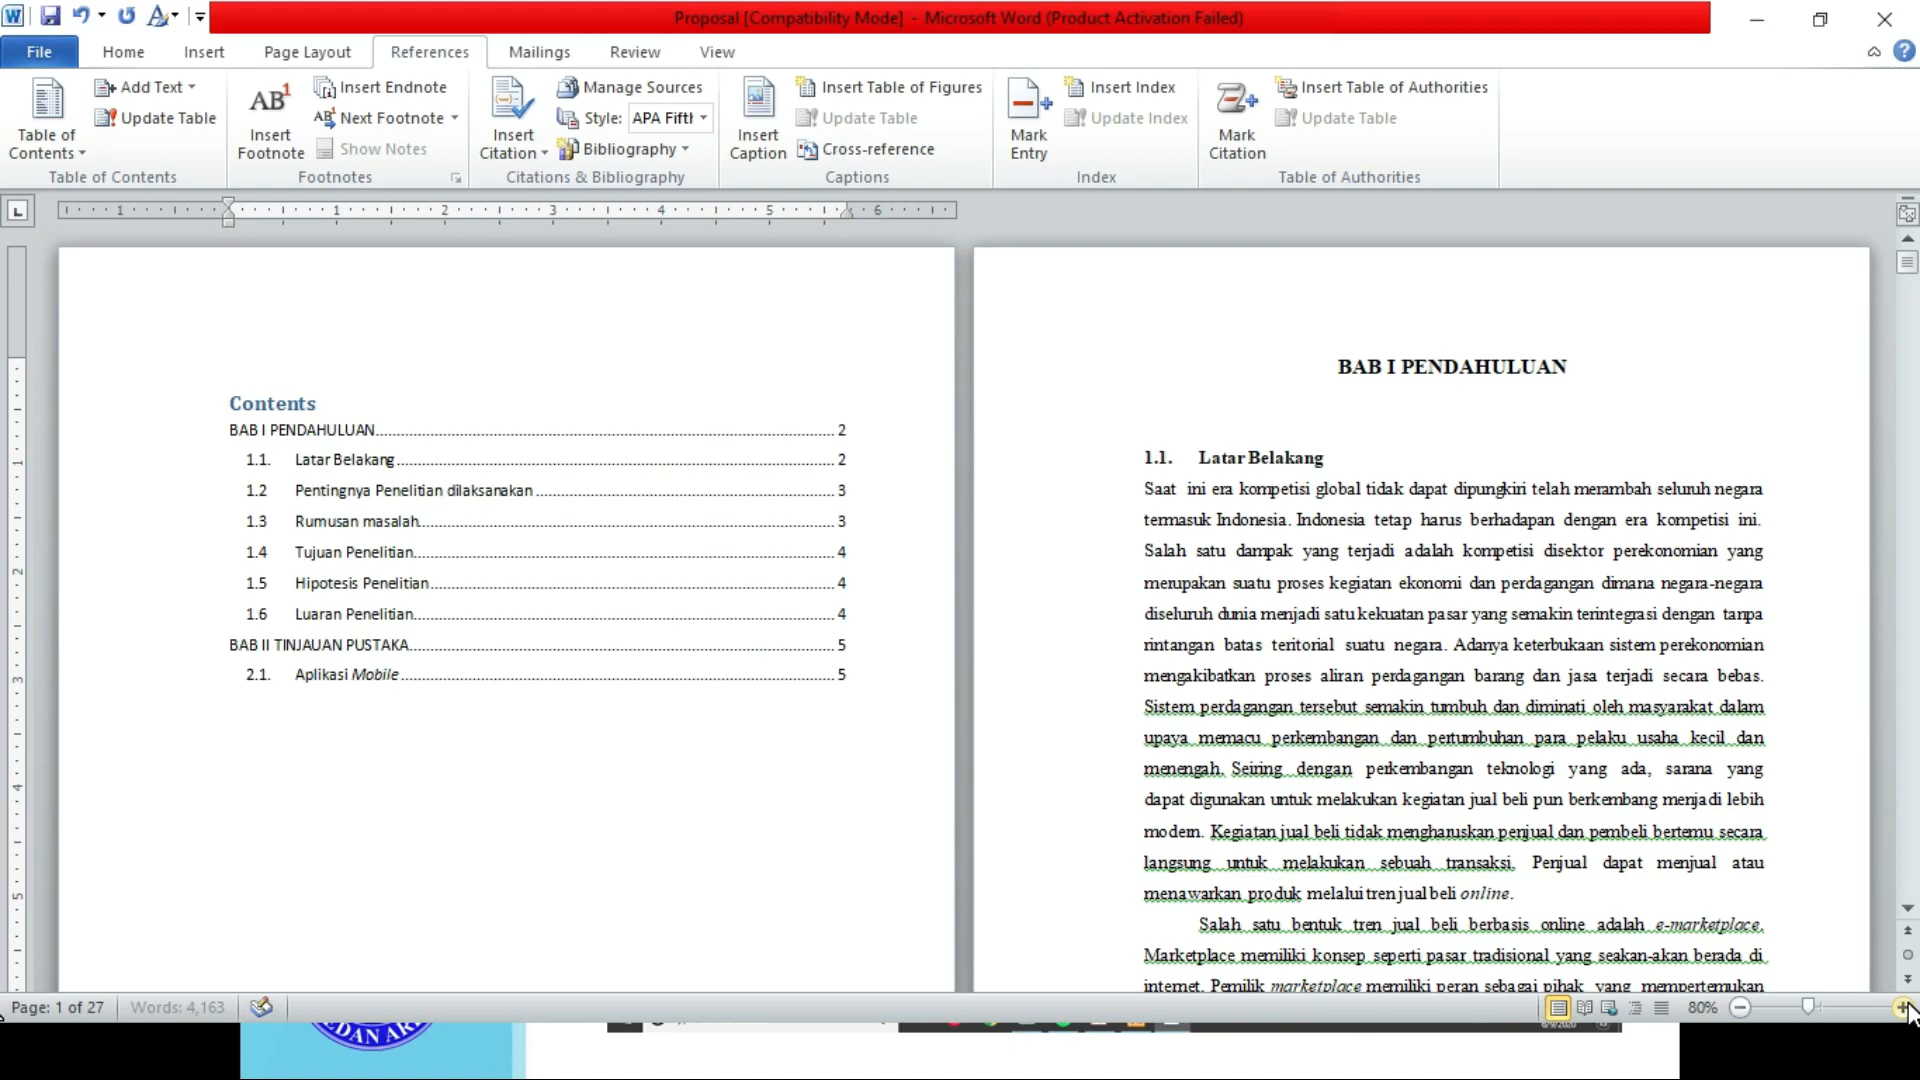 Proposal [Compatibility Mode] - Microsoft Word (Product Activation Failed)
File Home Insert Page Layout References Mailings Review View
Table of Contents
Add Text
Update Table
Table of Contents
AB1
Insert Footnote
Insert Endnote
Next Footnote
Show Notes
Footnotes
Insert Citation
Manage Sources
Style: APA Fift
Bibliography
Citations & Bibliography
Insert Caption
Insert Table of Figures
Update Table
Cross-reference
Captions
Mark Entry
Insert Index
Update Index
Index
Mark Citation
Insert Table of Authorities
Update Table
Table of Authorities
1 1 2 3 4 5 6
Contents
BAB I PENDAHULUAN 2
1.1. Latar Belakang 2
1.2 Pentingnya Penelitian dilaksanakan 3
1.3 Rumusan masalah 3
1.4 Tujuan Penelitian 4
1.5 Hipotesis Penelitian 4
1.6 Luaran Penelitian 4
BAB II TINJAUAN PUSTAKA 5
2.1. Aplikasi Mobile 5
BAB I PENDAHULUAN
1.1. Latar Belakang
Saat ini era kompetisi global tidak dapat dipungkiri telah merambah seluruh negara
termasuk Indonesia. Indonesia tetap harus berhadapan dengan era kompetisi ini.
Salah satu dampak yang terjadi adalah kompetisi disektor perekonomian yang
merupakan suatu proses kegiatan ekonomi dan perdagangan dimana negara-negara
diseluruh dunia menjadi satu kekuatan pasar yang semakin terintegrasi dengan tanpa
rintangan batas teritorial suatu negara. Adanya keterbukaan sistem perekonomian
mengakibatkan proses aliran perdagangan barang dan jasa terjadi secara bebas.
Sistem perdagangan tersebut semakin tumbuh dan diminati oleh masyarakat dalam
upaya memacu perkembangan dan pertumbuhan para pelaku usaha kecil dan
menengah. Seiring dengan perkembangan teknologi yang ada, sarana yang
dapat digunakan untuk melakukan kegiatan jual beli pun berkembang menjadi lebih
modern. Kegiatan jual beli tidak mengharuskan penjual dan pembeli bertemu secara
langsung untuk melakukan sebuah transaksi. Penjual dapat menjual atau
menawarkan produk melalui tren jual beli online.
Salah satu bentuk tren jual beli berbasis online adalah e-marketplace.
Marketplace memiliki konsep seperti pasar tradisional yang seakan-akan berada di
internet. Pemilik marketplace memiliki peran sebagai pihak yang mempertemukan
Page: 1 of 27 Words: 4,163 80%
EDAN AR